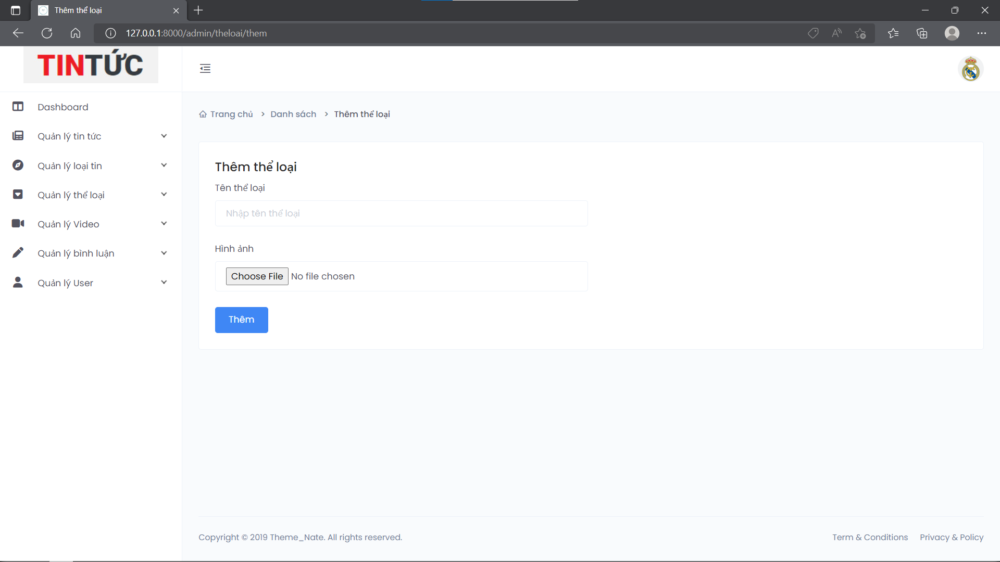 Thêm thể loại
127.0.0.1:8000/admin/theloai/them
TINTỨC
Dashboard
Quản lý tin tức
Quản lý loại tin
Quản lý thể loại
Quản lý Video
Quản lý bình luận
Quản lý User
Trang chủ > Danh sách > Thêm thể loại
Thêm thể loại
Tên thể loại
Nhập tên thể loại
Hình ảnh
Choose File No file chosen
Thêm
Copyright © 2019 Theme_Nate. All rights reserved.
Term & Conditions Privacy & Policy